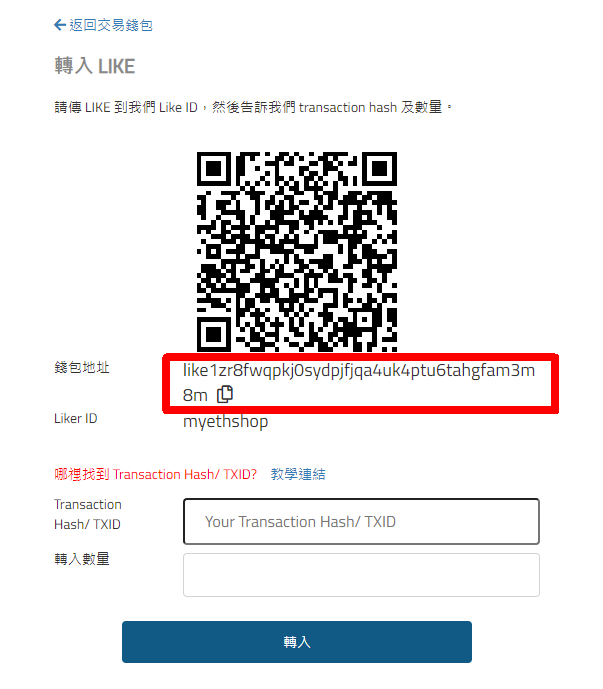 返回交易錢包
轉入 LIKE
請傳 LIKE 到我們 Like ID，然後告訴我們 transaction hash 及數量。
錢包地址
like1zr8fwqpkj0sydpjfjqa4uk4ptu6tahgfam3m
8m
Liker ID
myethshop
哪裡找到 Transaction Hash/ TXID? 教學連結
Transaction
Hash/ TXID
Your Transaction Hash/ TXID
轉入數量
轉入